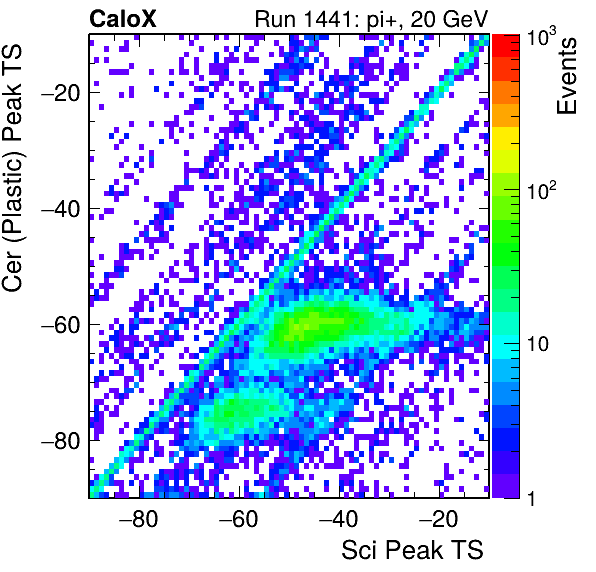 CaloX Run 1441: pi+, 20 GeV
Cer (Plastic) Peak TS
−20
−40
−60
−80
−80 −60 −40 −20
Sci Peak TS
10³
10²
10
1
Events